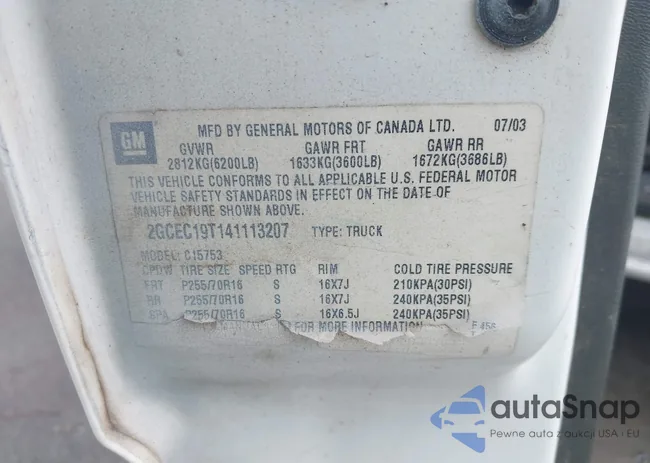 GM
MFD BY GENERAL MOTORS OF CANADA LTD. 07/03
GVWR GAWR FRT GAWR RR
2812KG(6200LB) 1633KG(3600LB) 1672KG(3686LB)
THIS VEHICLE CONFORMS TO ALL APPLICABLE U.S. FEDERAL MOTOR
VEHICLE SAFETY STANDARDS IN EFFECT ON THE DATE OF
MANUFACTURE SHOWN ABOVE.
2GCEC19T141113207 TYPE: TRUCK
MODEL: C15753
TIRE SIZE SPEED RTG RIM COLD TIRE PRESSURE
FRT P255/70R16 S 16X7J 210KPA(30PSI)
RR P255/70R16 S 16X7J 240KPA(35PSI)
SPA P255/70R16 S 16X6.5J 240KPA(35PSI)
FOR MORE INFORMATION
autoSnap
Pewne auta z aukcji USA i EU